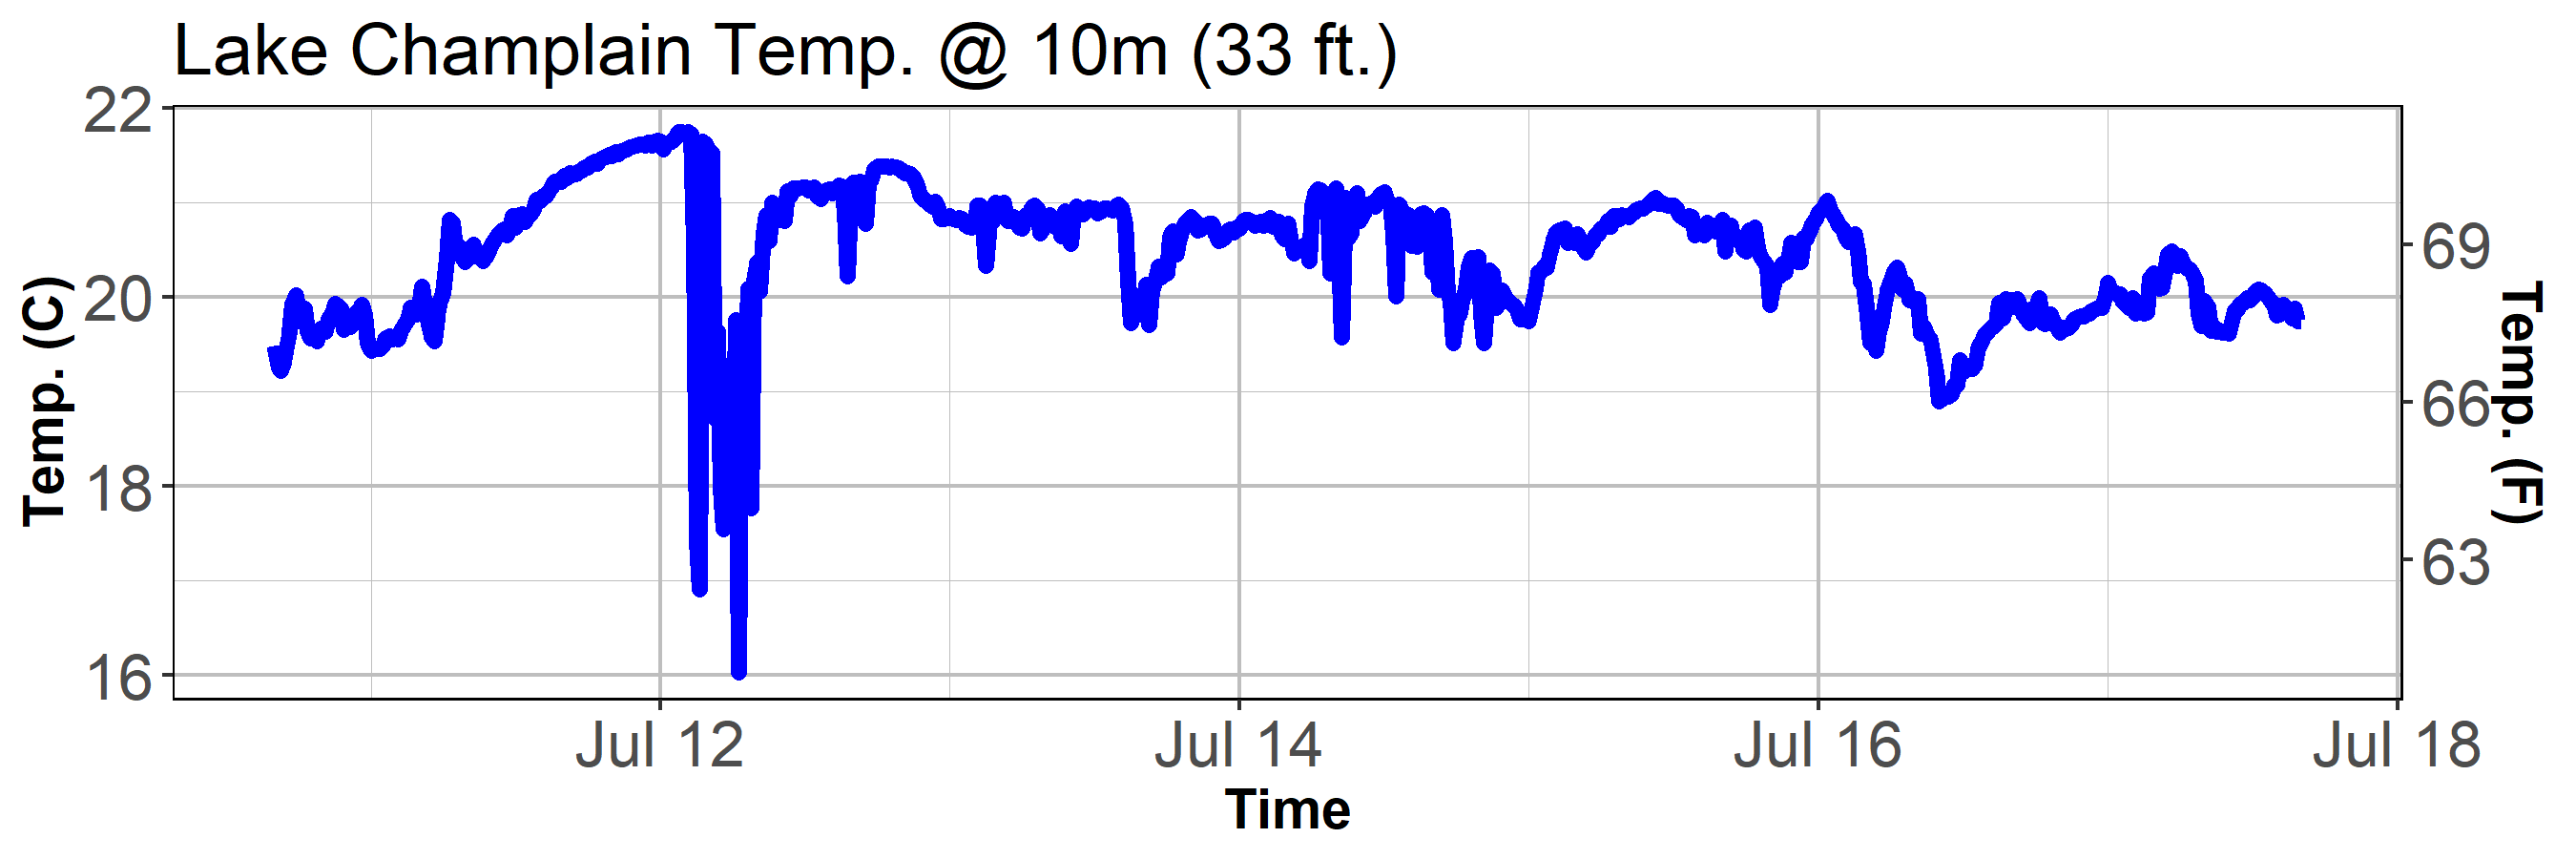 Lake Champlain Temp. @ 10m (33 ft.)
22
20
18
16
Temp. (C)
69
66
63
Temp. (F)
Jul 12
Jul 14
Jul 16
Jul 18
Time